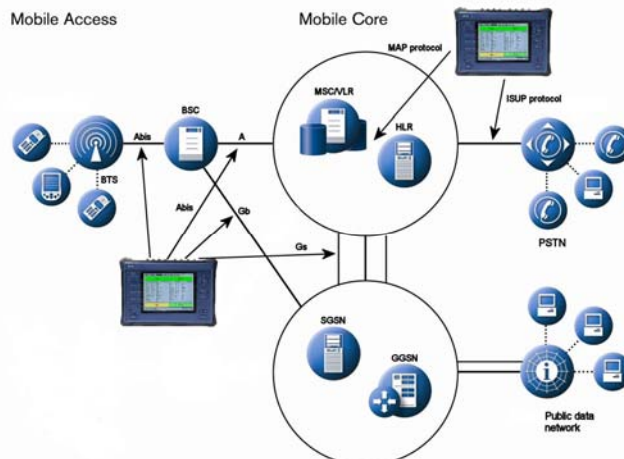 Mobile Access
Mobile Core
MAP protocol
BSC
MSC/VLR
ISUP protocol
HLR
Abis
A
BTS
Abis
Gb
Gs
PSTN
SGSN
GGSN
Public data
network